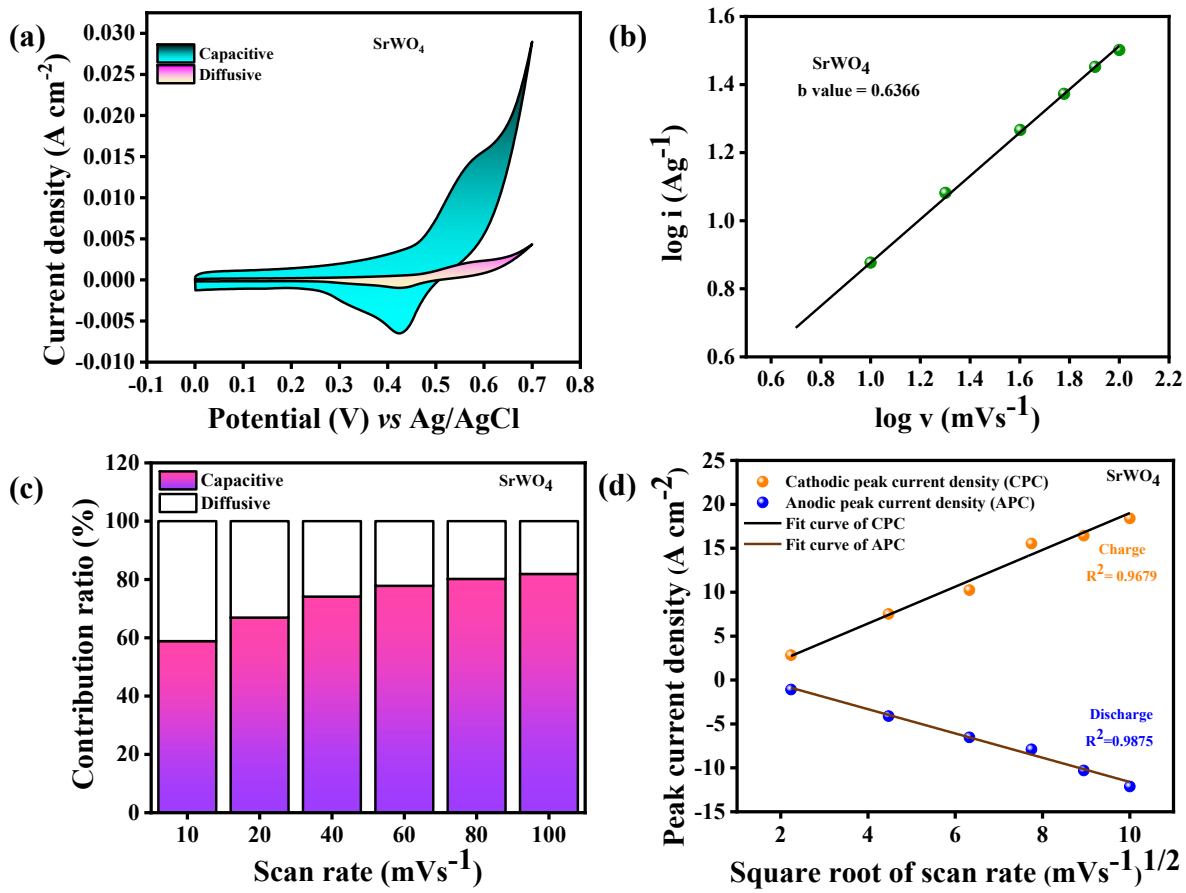 (a)
SrWO4
Capacitive
Diffusive
Current density (A cm-2)
0.030
0.025
0.020
0.015
0.010
0.005
0.000
-0.005
-0.010
-0.1 0.0 0.1 0.2 0.3 0.4 0.5 0.6 0.7 0.8
Potential (V) vs Ag/AgCl
(b)
SrWO4
b value = 0.6366
log i (Ag-1)
1.6
1.4
1.2
1.0
0.8
0.6
0.6 0.8 1.0 1.2 1.4 1.6 1.8 2.0 2.2
log v (mVs-1)
(c)
Capacitive
Diffusive
SrWO4
Contribution ratio (%)
120
100
80
60
40
20
0
10 20 40 60 80 100
Scan rate (mVs-1)
(d)
SrWO4
Cathodic peak current density (CPC)
Anodic peak current density (APC)
Fit curve of CPC
Fit curve of APC
Charge
R2= 0.9679
Discharge
R2=0.9875
Peak current density (A cm-2)
25
20
15
10
5
0
-5
-10
-15
2 4 6 8 10
Square root of scan rate (mVs-1)1/2